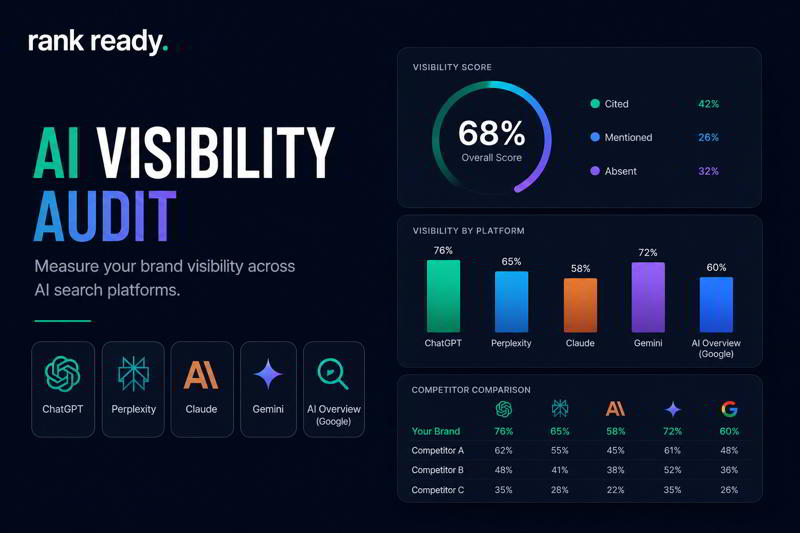 rank ready.
AI VISIBILITY
AUDIT
Measure your brand visibility across
AI search platforms.
ChatGPT
Perplexity
Claude
Gemini
AI Overview
(Google)
VISIBILITY SCORE
68%
Overall Score
Cited 42%
Mentioned 26%
Absent 32%
VISIBILITY BY PLATFORM
76% 65% 58% 72% 60%
ChatGPT Perplexity Claude Gemini AI Overview
(Google)
COMPETITOR COMPARISON
Your Brand 76% 65% 58% 72% 60%
Competitor A 62% 55% 45% 61% 48%
Competitor B 48% 41% 38% 52% 36%
Competitor C 35% 28% 22% 35% 26%